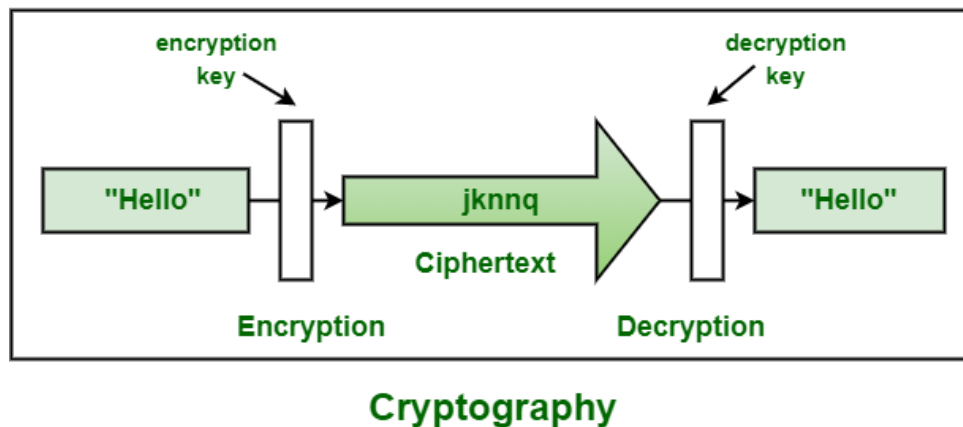 encryption
key
decryption
key
"Hello"
jknnq
"Hello"
Ciphertext
Encryption
Decryption
Cryptography